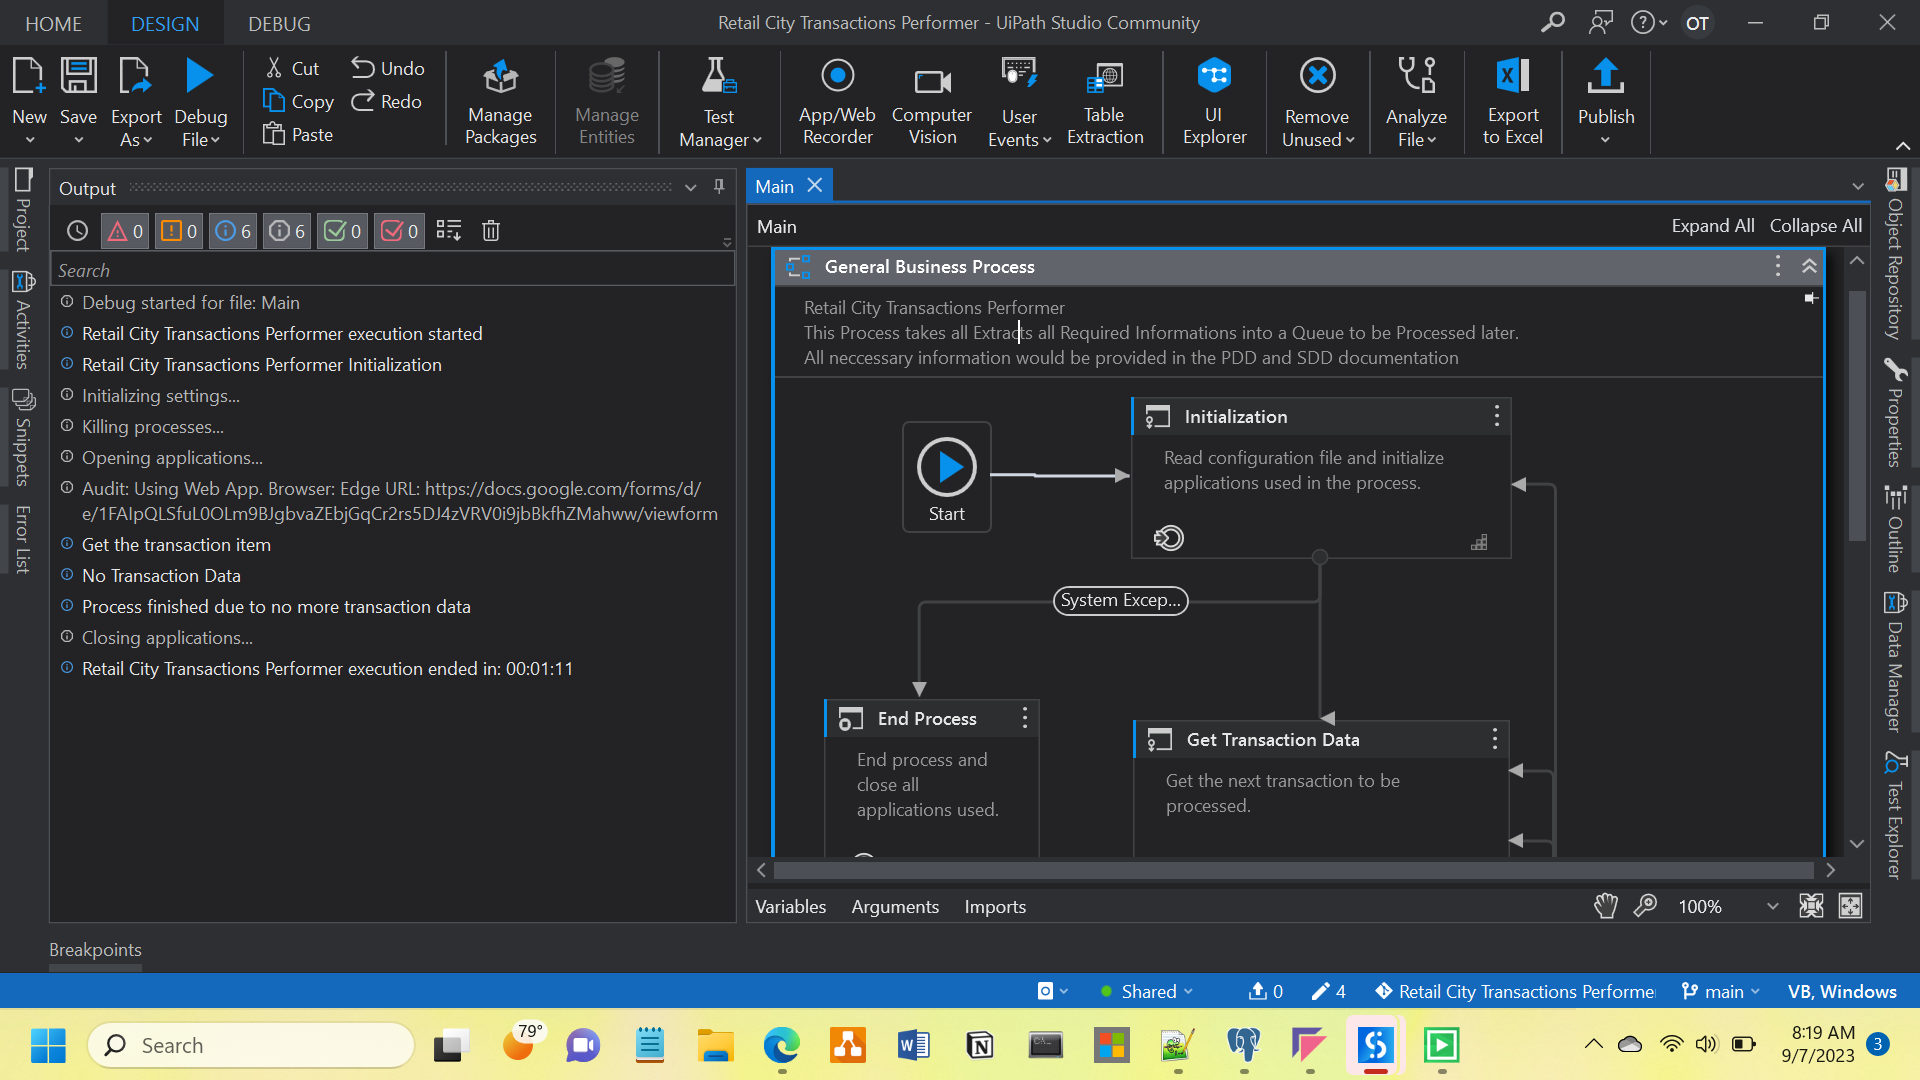 HOME DESIGN DEBUG Retail City Transactions Performer - UiPath Studio Community OT
New Save Export As Debug File Cut Copy Paste Undo Redo Manage Packages Manage Entities Test Manager App/Web Recorder Computer Vision User Events Table Extraction UI Explorer Remove Unused Analyze File Export to Excel Publish
Project
Activities
Snippets
Error List
Output
0 0 6 6 0 0
Search
Debug started for file: Main
Retail City Transactions Performer execution started
Retail City Transactions Performer Initialization
Initializing settings...
Killing processes...
Opening applications...
Audit: Using Web App. Browser: Edge URL: https://docs.google.com/forms/d/
e/1FAIpQLSfuL0OLm9BJgbvaZEbjGqCr2rs5DJ4zVRV0i9jbBkfhZMahww/viewform
Get the transaction item
No Transaction Data
Process finished due to no more transaction data
Closing applications...
Retail City Transactions Performer execution ended in: 00:01:11
Breakpoints
Main
Main Expand All Collapse All
General Business Process
Retail City Transactions Performer
This Process takes all Extracts all Required Informations into a Queue to be Processed later.
All neccessary information would be provided in the PDD and SDD documentation
Start
Initialization
Read configuration file and initialize
applications used in the process.
System Excep...
End Process
End process and
close all
applications used.
Get Transaction Data
Get the next transaction to be
processed.
Variables Arguments Imports 100%
Object Repository
Properties
Outline
Data Manager
Test Explorer
Shared 0 4 Retail City Transactions Performe main VB, Windows
Search 79° 8:19 AM
9/7/2023 3